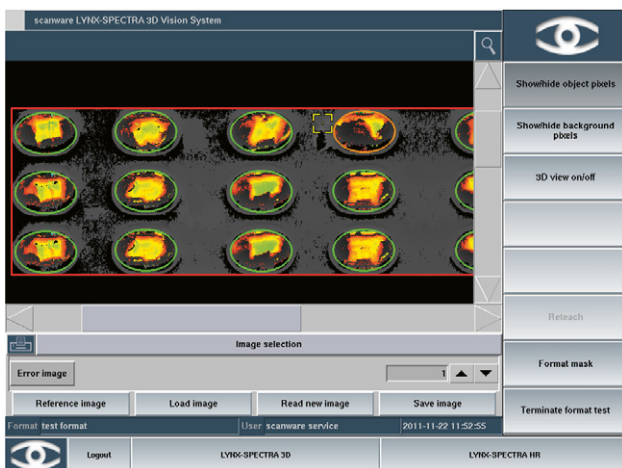 scanware LYNX-SPECTRA 3D Vision System
Show/hide object pixels
Show/hide background
pixels
3D view on/off
Reteach
Format mask
Terminate format test
Image selection
Error image
1
Reference image
Load image
Read new image
Save image
Format test format
User scanware service
2011-11-22 11:52:55
Logout
LYNX-SPECTRA 3D
LYNX-SPECTRA HR